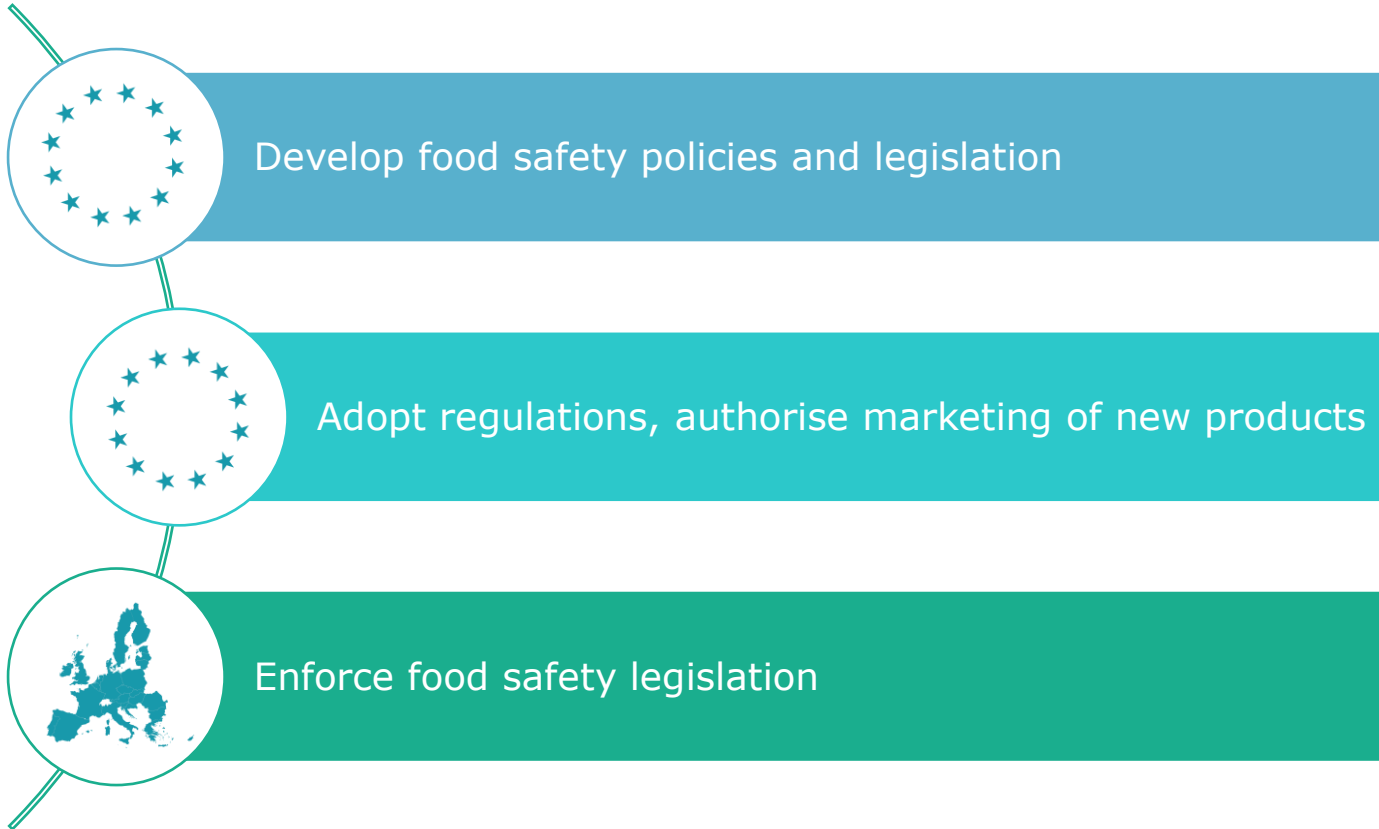 Develop food safety policies and legislation
Adopt regulations, authorise marketing of new products
Enforce food safety legislation